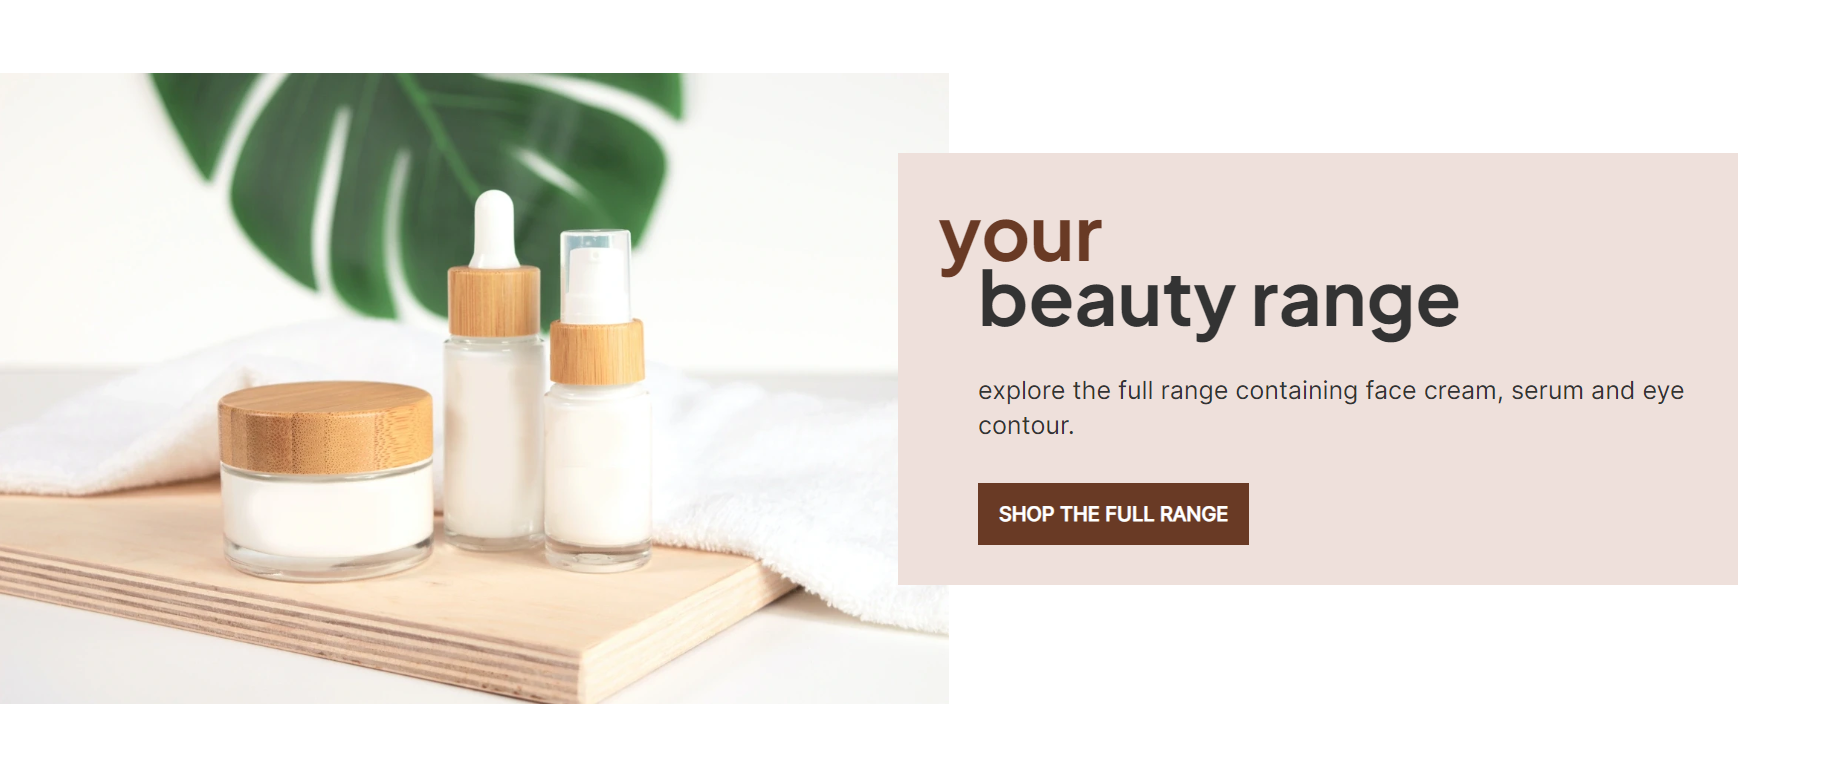 your
beauty range
explore the full range containing face cream, serum and eye
contour.
SHOP THE FULL RANGE